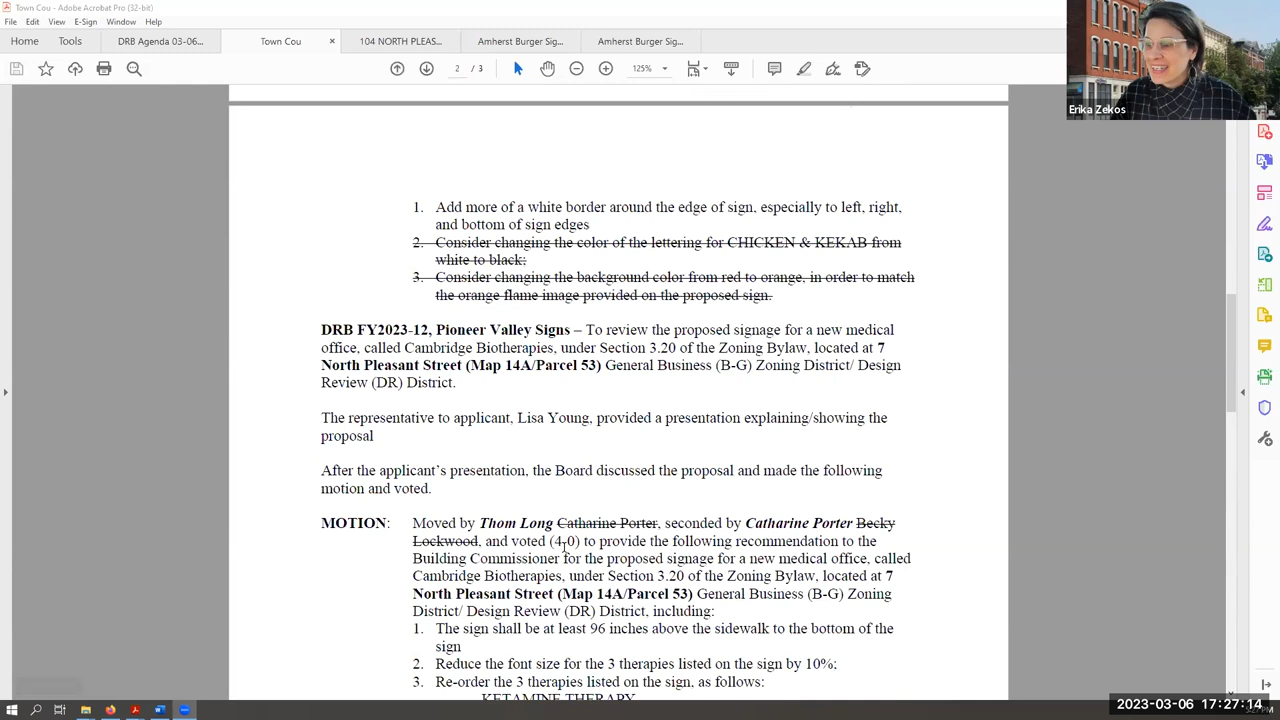 Town Cou - Adobe Acrobat Pro (32-bit)
File Edit View E-Sign Window Help
Home Tools DRB Agenda 03-06... Town Cou × 104 NORTH PLEAS... Amherst Burger Sig... Amherst Burger Sig...
2 / 3 125%
Erika Zekos
1. Add more of a white border around the edge of sign, especially to left, right,
and bottom of sign edges
2. Consider changing the color of the lettering for CHICKEN & KEKAB from
white to black;
3. Consider changing the background color from red to orange, in order to match
the orange flame image provided on the proposed sign.
DRB FY2023-12, Pioneer Valley Signs – To review the proposed signage for a new medical
office, called Cambridge Biotherapies, under Section 3.20 of the Zoning Bylaw, located at 7
North Pleasant Street (Map 14A/Parcel 53) General Business (B-G) Zoning District/ Design
Review (DR) District.
The representative to applicant, Lisa Young, provided a presentation explaining/showing the
proposal
After the applicant's presentation, the Board discussed the proposal and made the following
motion and voted.
MOTION: Moved by Thom Long Catharine Porter, seconded by Catharine Porter Becky
Lockwood, and voted (4-0) to provide the following recommendation to the
Building Commissioner for the proposed signage for a new medical office, called
Cambridge Biotherapies, under Section 3.20 of the Zoning Bylaw, located at 7
North Pleasant Street (Map 14A/Parcel 53) General Business (B-G) Zoning
District/ Design Review (DR) District, including:
1. The sign shall be at least 96 inches above the sidewalk to the bottom of the
sign
2. Reduce the font size for the 3 therapies listed on the sign by 10%;
3. Re-order the 3 therapies listed on the sign, as follows:
KETAMINE THERAPY
2023-03-06 17:27:14